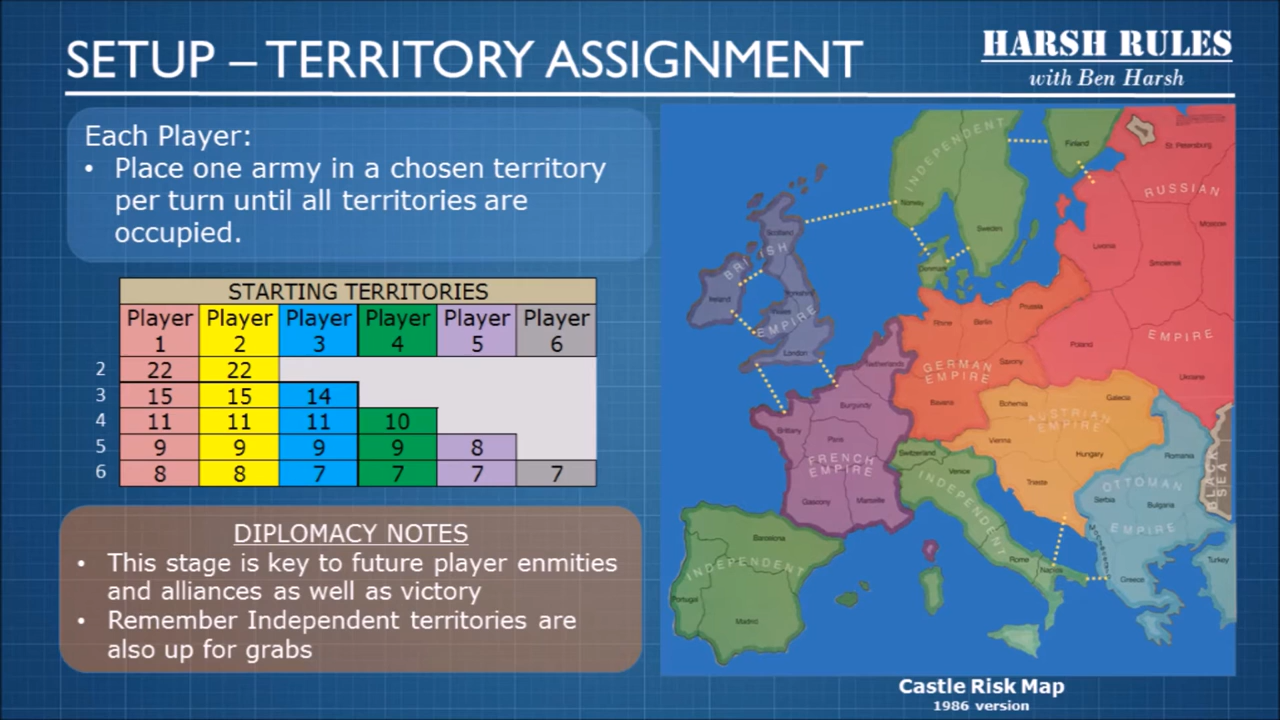 SETUP – TERRITORY ASSIGNMENT
HARSH RULES
with Ben Harsh
Each Player:
• Place one army in a chosen territory
per turn until all territories are
occupied.
STARTING TERRITORIES
Player Player Player Player Player Player
1 2 3 4 5 6
2 22 22
3 15 15 14
4 11 11 11 10
5 9 9 9 9 8
6 8 8 7 7 7 7
DIPLOMACY NOTES
• This stage is key to future player enmities
and alliances as well as victory
• Remember Independent territories are
also up for grabs
INDEPENDENT
Finland
St. Petersburg
RUSSIAN
Norway
Moscow
Scotland
Sweden
Livonia
BRITISH
Denmark
Smolensk
Ireland
Yorkshire
Wales
Prussia
Rhine
Berlin
EMPIRE
EMPIRE
Poland
London
Netherlands
Saxony
GERMAN
EMPIRE
Ukraine
Burgundy
Bavaria
Bohemia
Galacia
AUSTRIAN
EMPIRE
Brittany
Paris
Vienna
Switzerland
Hungary
Romania
FRENCH
EMPIRE
Venice
BLACK
SEA
Trieste
OTTOMAN
Gascony
Marseille
INDEPENDENT
Serbia
Bulgaria
EMPIRE
Barcelona
INDEPENDENT
Rome
Naples
Turkey
Greece
Portugal
Madrid
Castle Risk Map
1986 version